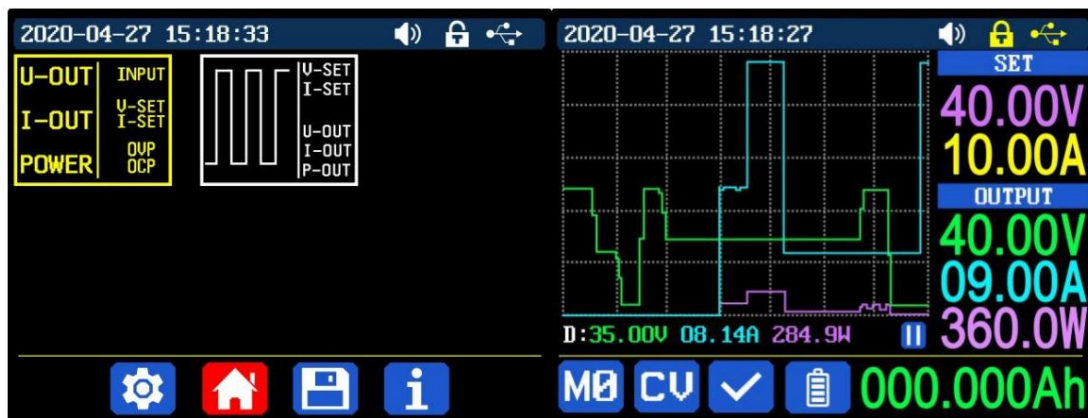 2020-04-27 15:18:33
U-OUT INPUT
I-OUT V-SET
I-SET
POWER OVP
OCP
V-SET
I-SET
U-OUT
I-OUT
P-OUT
i
2020-04-27 15:18:27
SET
40.00V
10.00A
OUTPUT
40.00V
09.00A
360.0W
D:35.00V 08.14A 284.9W
M0 CV 000.000Ah